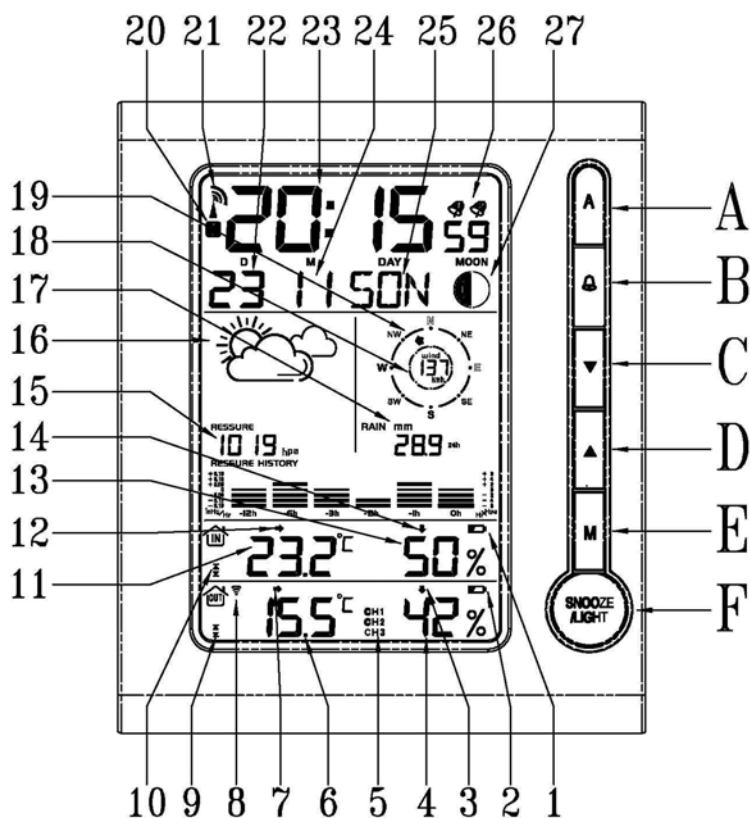 20 21 22 23 24 25 26 27
19
18
17
16
15
14
13
12
11
10 9 8 7 6 5 4 3 2 1
20:15 59
D M DAY MOON
23 11 SON
N
NW NE
W E
SW SE
S
wind
137
RAIN mm
28.9 24h
RESSURE
1019 hpa
RESSURE HISTORY
-12h -6h -3h -2h -1h 0h
IN
23.2 °C 50 %
OUT
15.5 °C 42 %
CH1
CH2
CH3
A
B
C
D
E
F
A
M
SNOOZE
/LIGHT